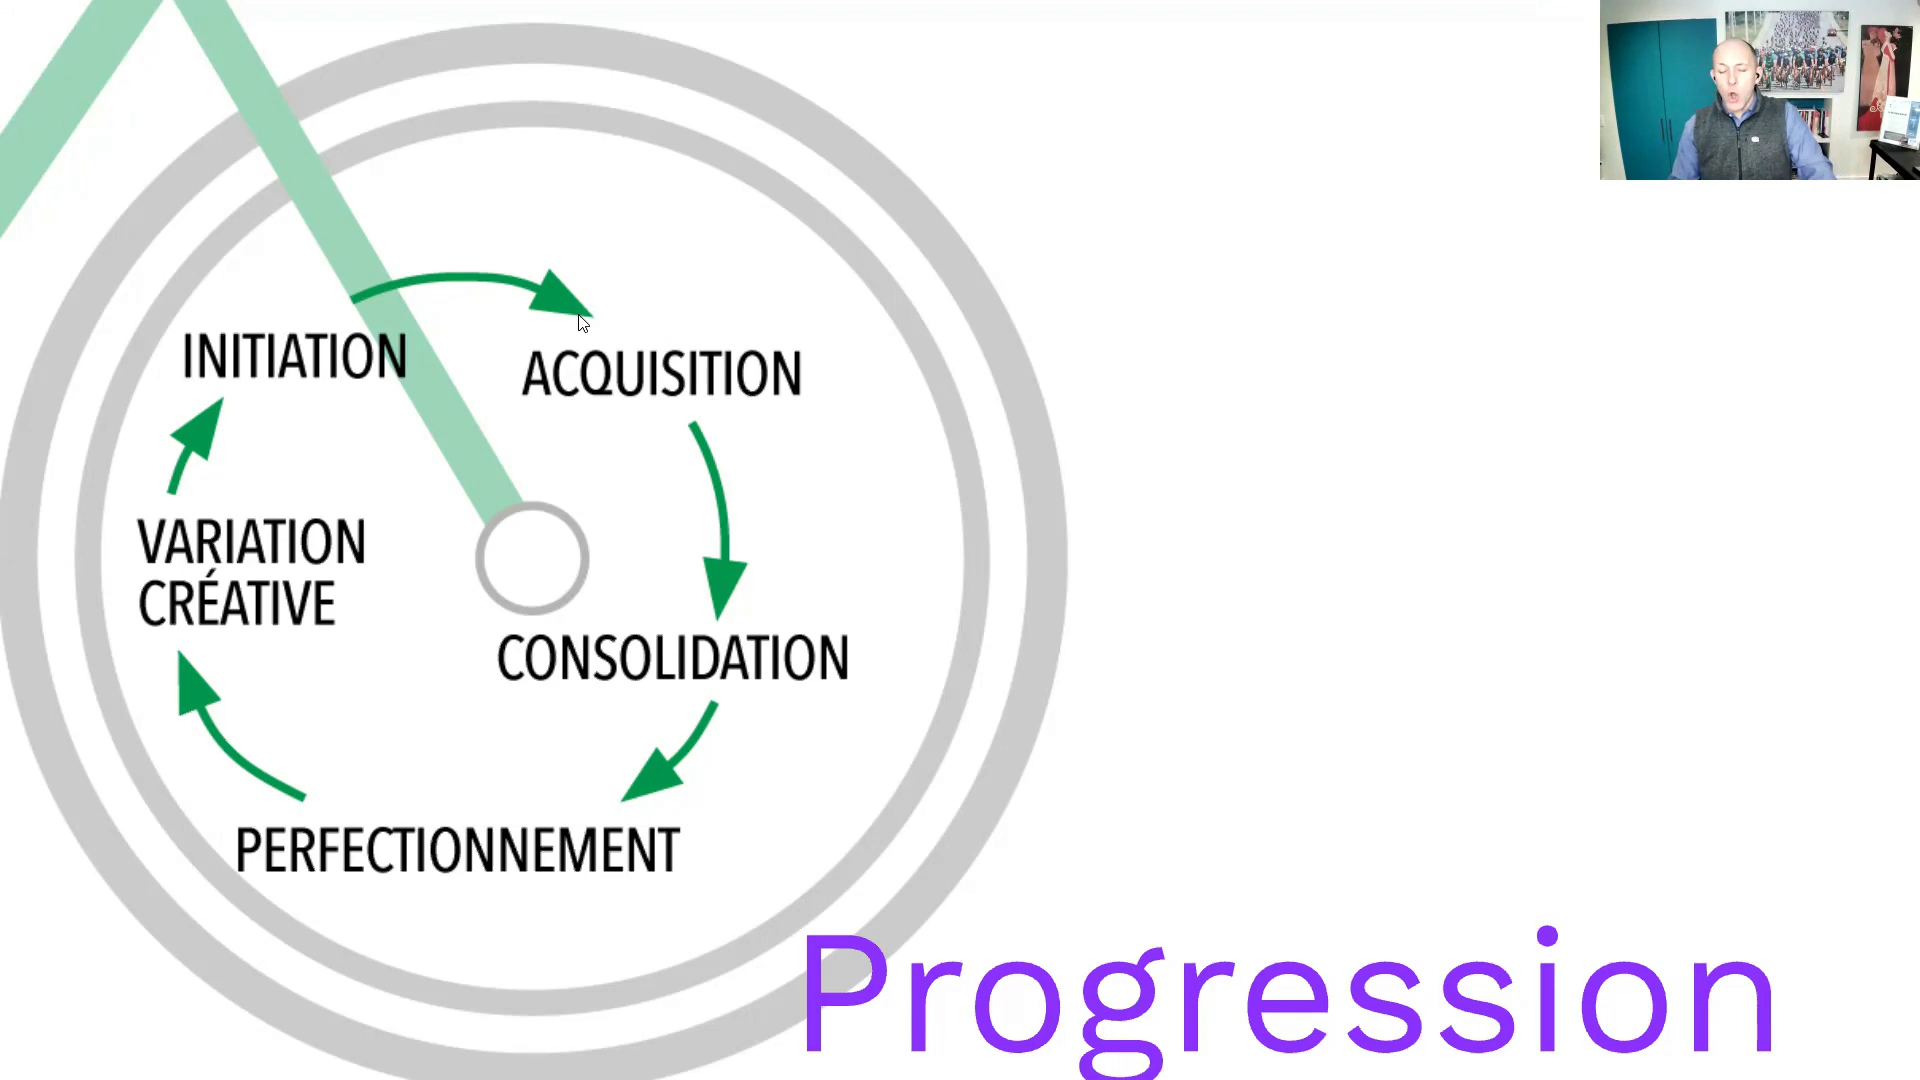 INITIATION
ACQUISITION
VARIATION
CRÉATIVE
CONSOLIDATION
PERFECTIONNEMENT
Progression